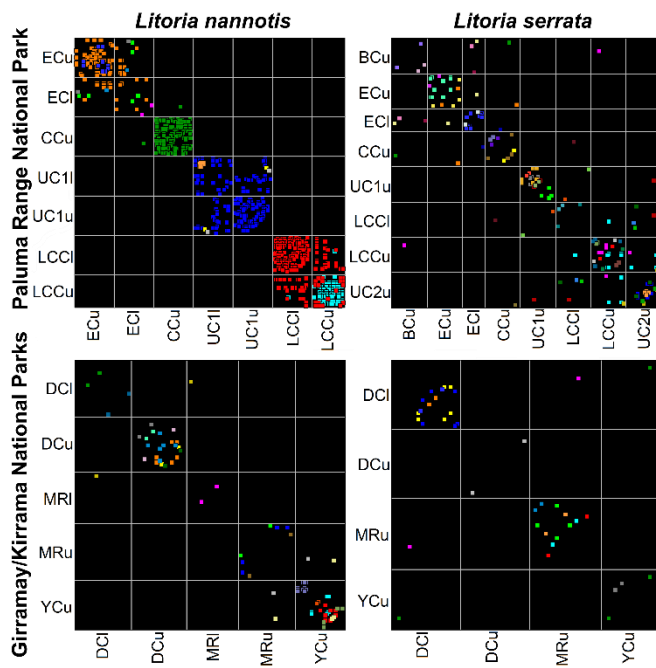 Litoria nannotis
Litoria serrata
Paluma Range National Park
ECu
ECl
CCu
UC1l
UC1u
LCCl
LCCu
ECu
ECl
CCu
UC1l
UC1u
LCCl
LCCu
BCu
ECu
ECl
CCu
UC1u
LCCl
LCCu
UC2u
BCu
ECu
ECl
CCu
UC1u
LCCl
LCCu
UC2u
Girramay/Kirrama National Parks
DCl
DCu
MRl
MRu
YCu
DCl
DCu
MRl
MRu
YCu
DCl
DCu
MRu
YCu
DCl
DCu
MRu
YCu